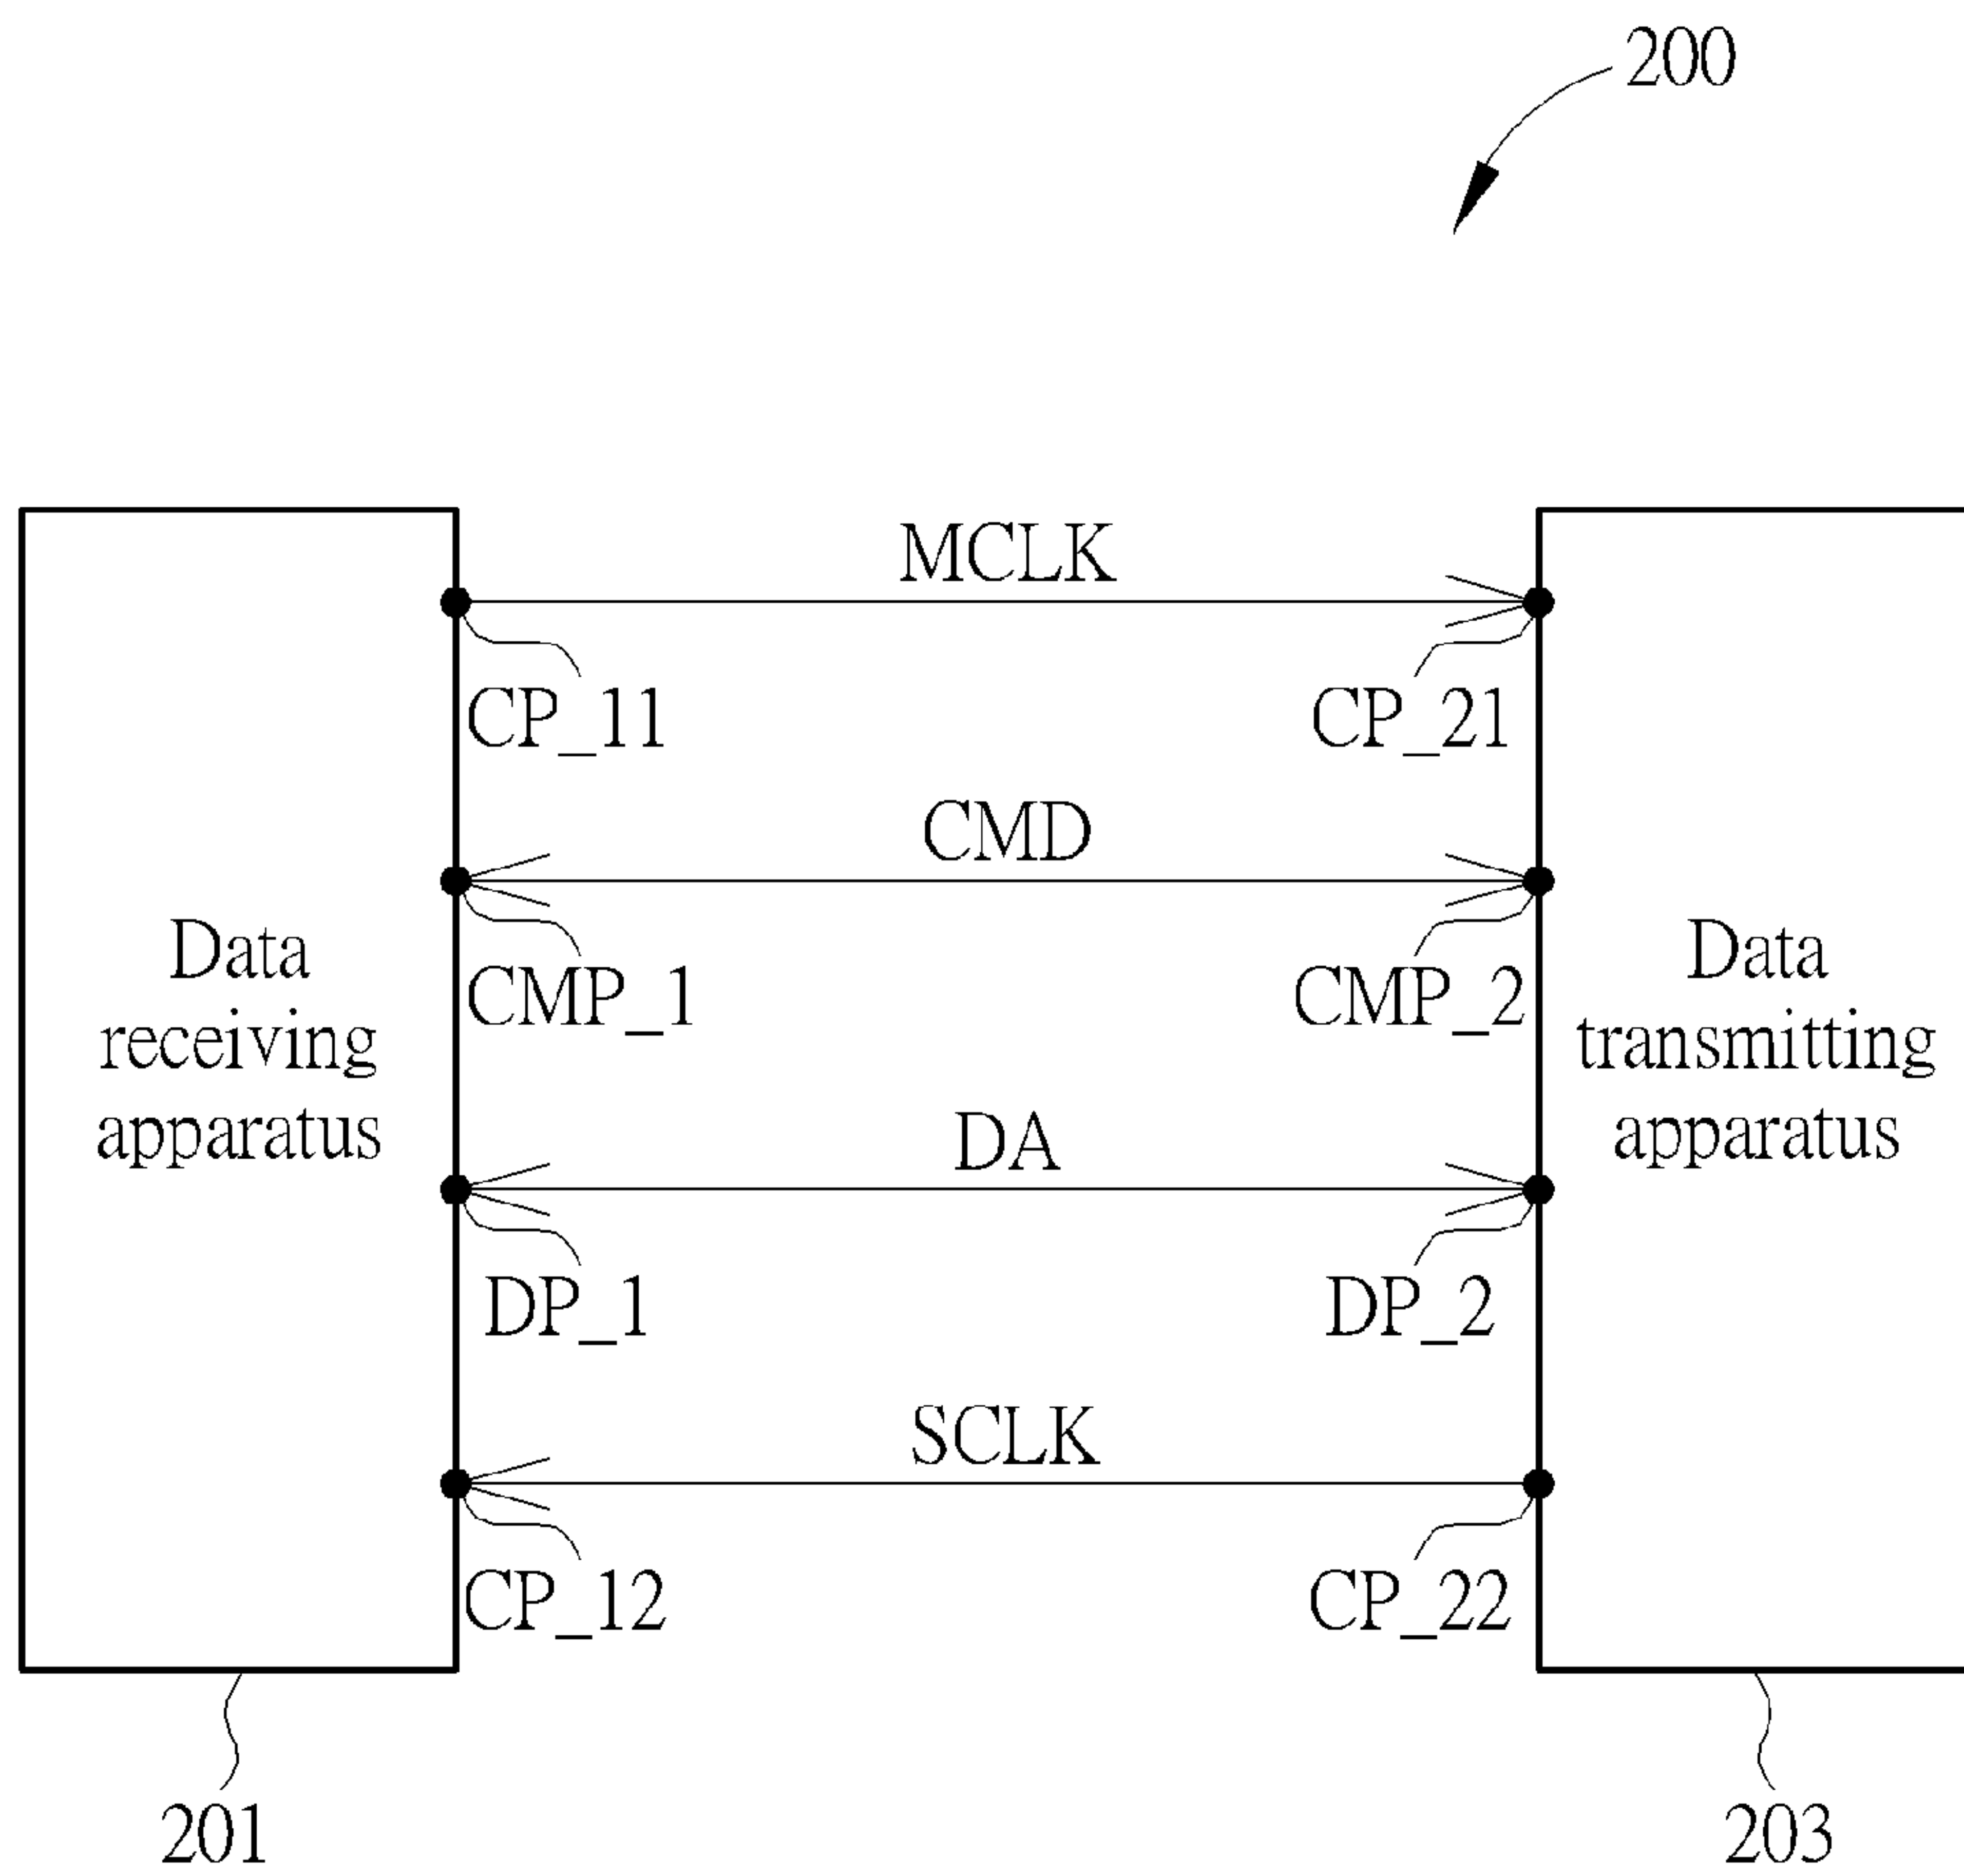 200
MCLK
CP_11
CP_21
CMD
CMP_1
CMP_2
Data
receiving
apparatus
Data
transmitting
apparatus
DA
DP_1
DP_2
SCLK
CP_12
CP_22
201
203